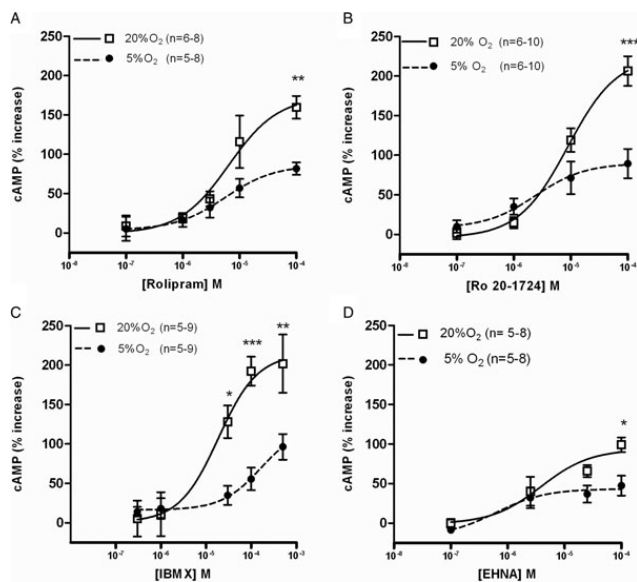 A
20%O₂ (n=6-8)
5%O₂ (n=5-8)
cAMP (% increase)
250
200
150
100
50
0
**
10⁻⁸ 10⁻⁷ 10⁻⁶ 10⁻⁵ 10⁻⁴
[Rolipram] M
B
20% O₂ (n=6-10)
5% O₂ (n=6-10)
cAMP (% increase)
250
200
150
100
50
0
***
10⁻⁸ 10⁻⁷ 10⁻⁶ 10⁻⁵ 10⁻⁴
[Ro 20-1724] M
C
20%O₂ (n=5-9)
5%O₂ (n=5-9)
cAMP (% increase)
250
200
150
100
50
0
* *** **
10⁻⁷ 10⁻⁶ 10⁻⁵ 10⁻⁴ 10⁻³
[IBMX] M
D
20%O₂ (n= 5-8)
5% O₂ (n=5-8)
cAMP (% increase)
250
200
150
100
50
0
*
10⁻⁸ 10⁻⁷ 10⁻⁶ 10⁻⁵ 10⁻⁴
[EHNA] M